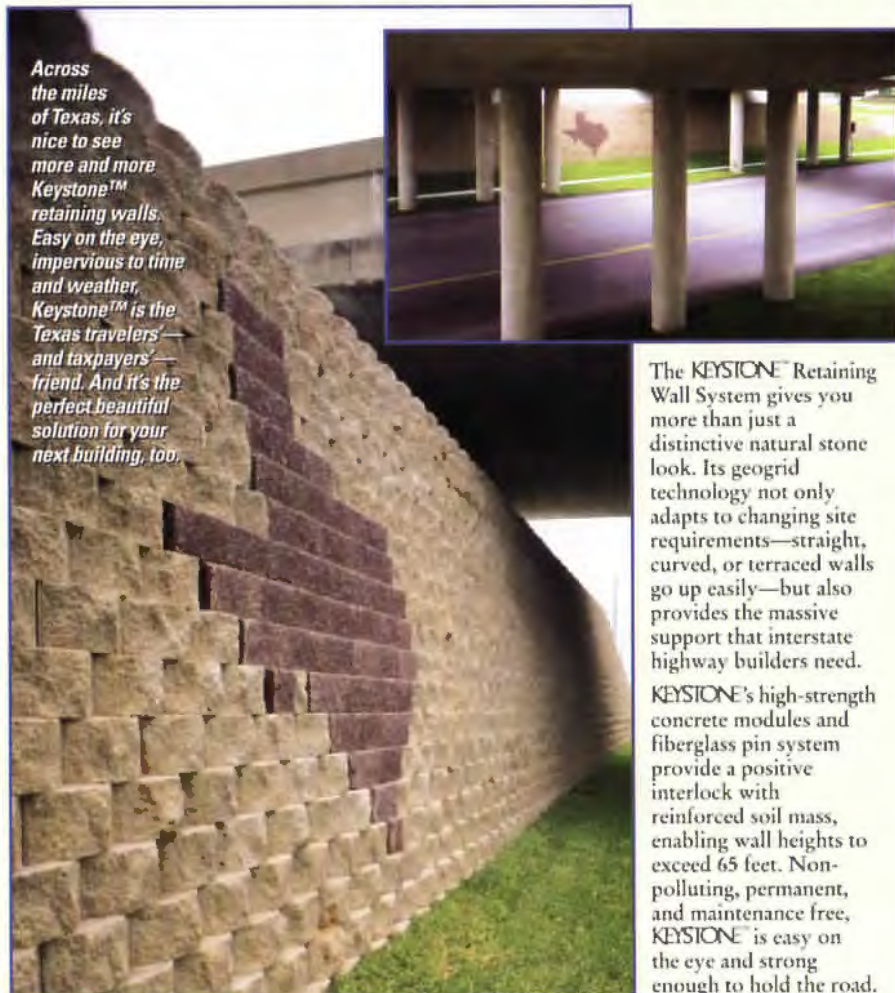 Across
the miles
of Texas, it's
nice to see
more and more
Keystone™
retaining walls.
Easy on the eye,
impervious to time
and weather,
Keystone™ is the
Texas travelers'—
and taxpayers'—
friend. And it's the
perfect beautiful
solution for your
next building, too.
The KEYSTONE™ Retaining
Wall System gives you
more than just a
distinctive natural stone
look. Its geogrid
technology not only
adapts to changing site
requirements—straight,
curved, or terraced walls
go up easily—but also
provides the massive
support that interstate
highway builders need.
KEYSTONE's high-strength
concrete modules and
fiberglass pin system
provide a positive
interlock with
reinforced soil mass,
enabling wall heights to
exceed 65 feet. Non-
polluting, permanent,
and maintenance free,
KEYSTONE™ is easy on
the eye and strong
enough to hold the road.